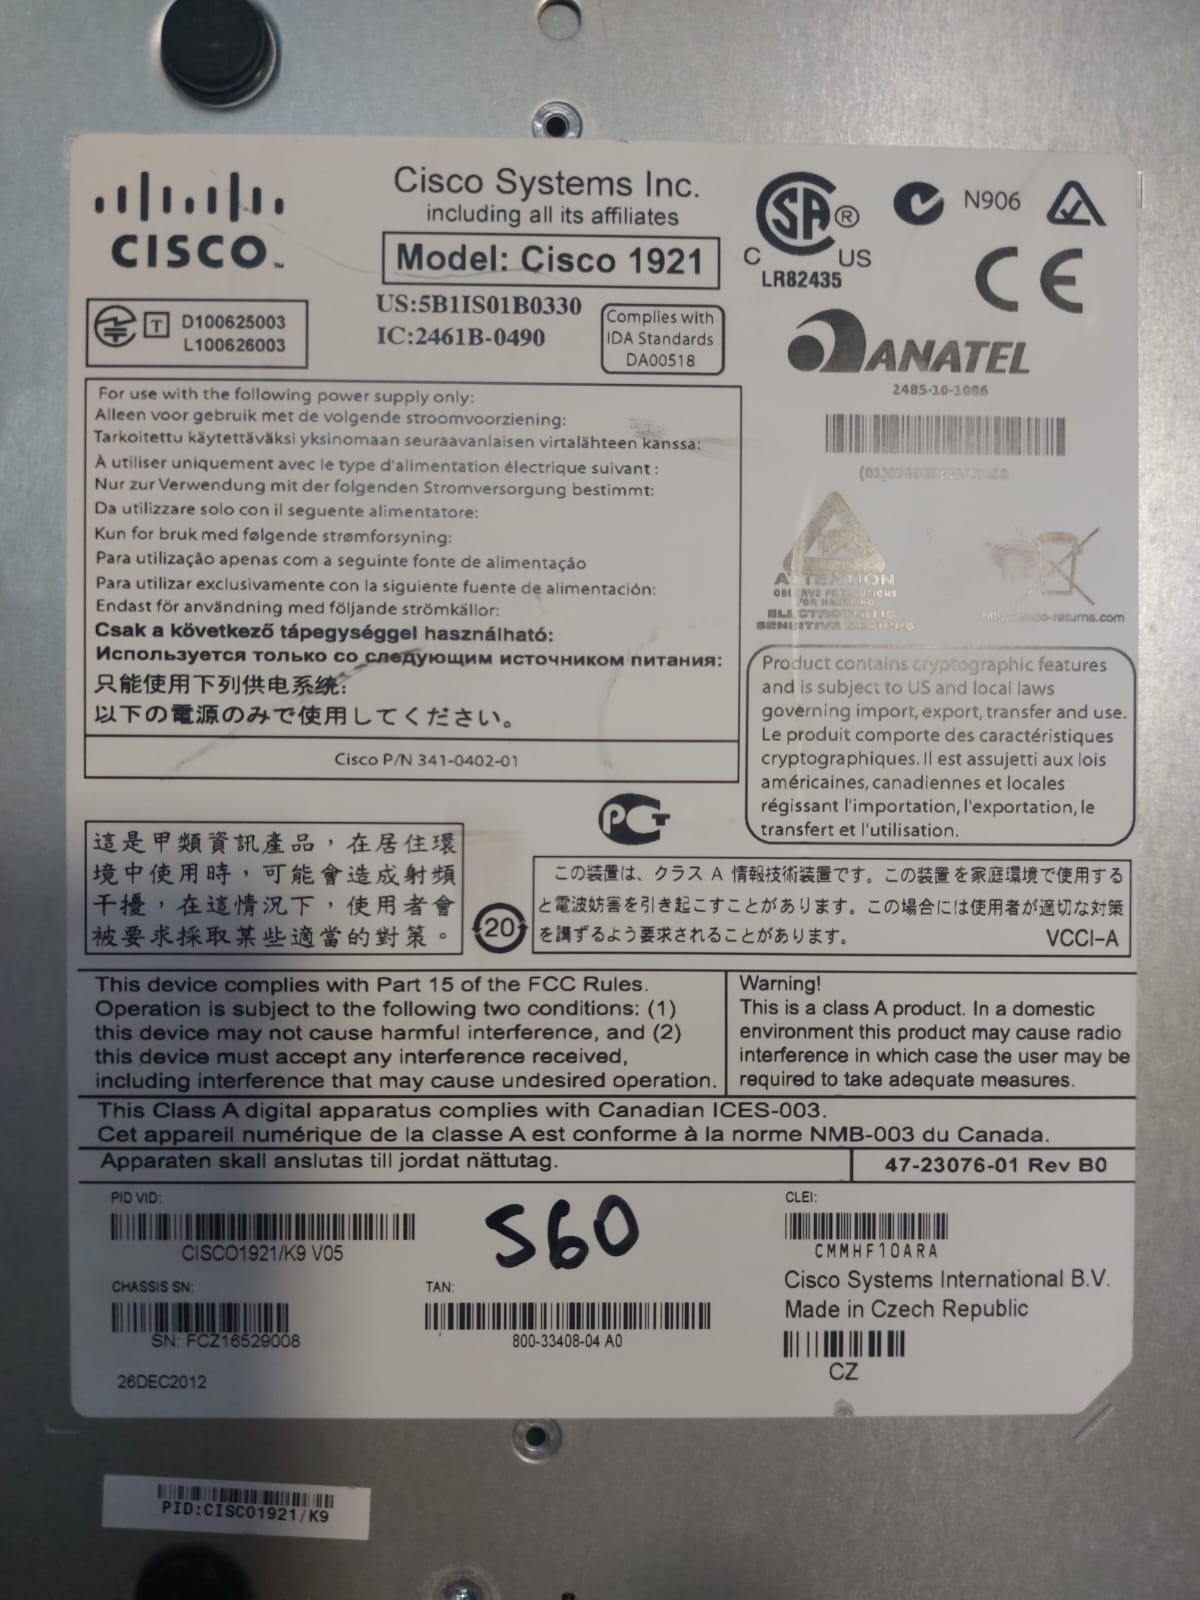 CISCO
Cisco Systems Inc.
including all its affiliates
Model: Cisco 1921
US:5B1IS01B0330
IC:2461B-0490
Complies with
IDA Standards
DA00518
T
D100625003
L100626003
SA ®
C US
LR82435
N906
CE
ANATEL
2485-10-1086
ATTENTION
OBSERVE PRECAUTIONS
FOR HANDLING
ELECTROSTATIC
SENSITIVE DEVICES
For use with the following power supply only:
Alleen voor gebruik met de volgende stroomvoorziening:
Tarkoitettu käytettäväksi yksinomaan seuraavanlaisen virtalähteen kanssa:
À utiliser uniquement avec le type d'alimentation électrique suivant :
Nur zur Verwendung mit der folgenden Stromversorgung bestimmt:
Da utilizzare solo con il seguente alimentatore:
Kun for bruk med følgende strømforsyning:
Para utilização apenas com a seguinte fonte de alimentação
Para utilizar exclusivamente con la siguiente fuente de alimentación:
Endast för användning med följande strömkällor:
Csak a következő tápegységgel használható:
Используется только со следующим источником питания:
只能使用下列供电系统:
以下の電源のみで使用してください。
Cisco P/N 341-0402-01
Product contains cryptographic features
and is subject to US and local laws
governing import, export, transfer and use.
Le produit comporte des caractéristiques
cryptographiques. Il est assujetti aux lois
américaines, canadiennes et locales
régissant l'importation, l'exportation, le
transfert et l'utilisation.
這是甲類資訊產品，在居住環
境中使用時，可能會造成射頻
干擾，在這情況下，使用者會
被要求採取某些適當的對策。
20
この装置は、クラス A 情報技術装置です。この装置を家庭環境で使用する
と電波妨害を引き起こすことがあります。この場合には使用者が適切な対策
を講ずるよう要求されることがあります。 VCCI-A
This device complies with Part 15 of the FCC Rules.
Operation is subject to the following two conditions: (1)
this device may not cause harmful interference, and (2)
this device must accept any interference received,
including interference that may cause undesired operation.
Warning!
This is a class A product. In a domestic
environment this product may cause radio
interference in which case the user may be
required to take adequate measures.
This Class A digital apparatus complies with Canadian ICES-003.
Cet appareil numérique de la classe A est conforme à la norme NMB-003 du Canada.
Apparaten skall anslutas till jordat nättutag.
47-23076-01 Rev B0
PID VID:
CISCO1921/K9 V05
S60
CLEI:
CMMHF10ARA
CHASSIS SN:
SN: FCZ16529008
TAN:
800-33408-04 A0
Cisco Systems International B.V.
Made in Czech Republic
CZ
26DEC2012
PID:CISCO1921/K9